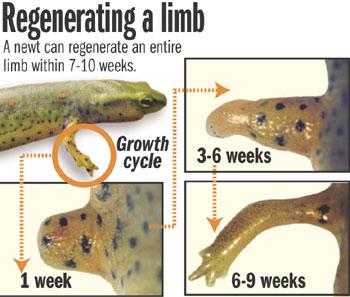 Regenerating a limb
A newt can regenerate an entire
limb within 7-10 weeks.
Growth
cycle
1 week
3-6 weeks
6-9 weeks